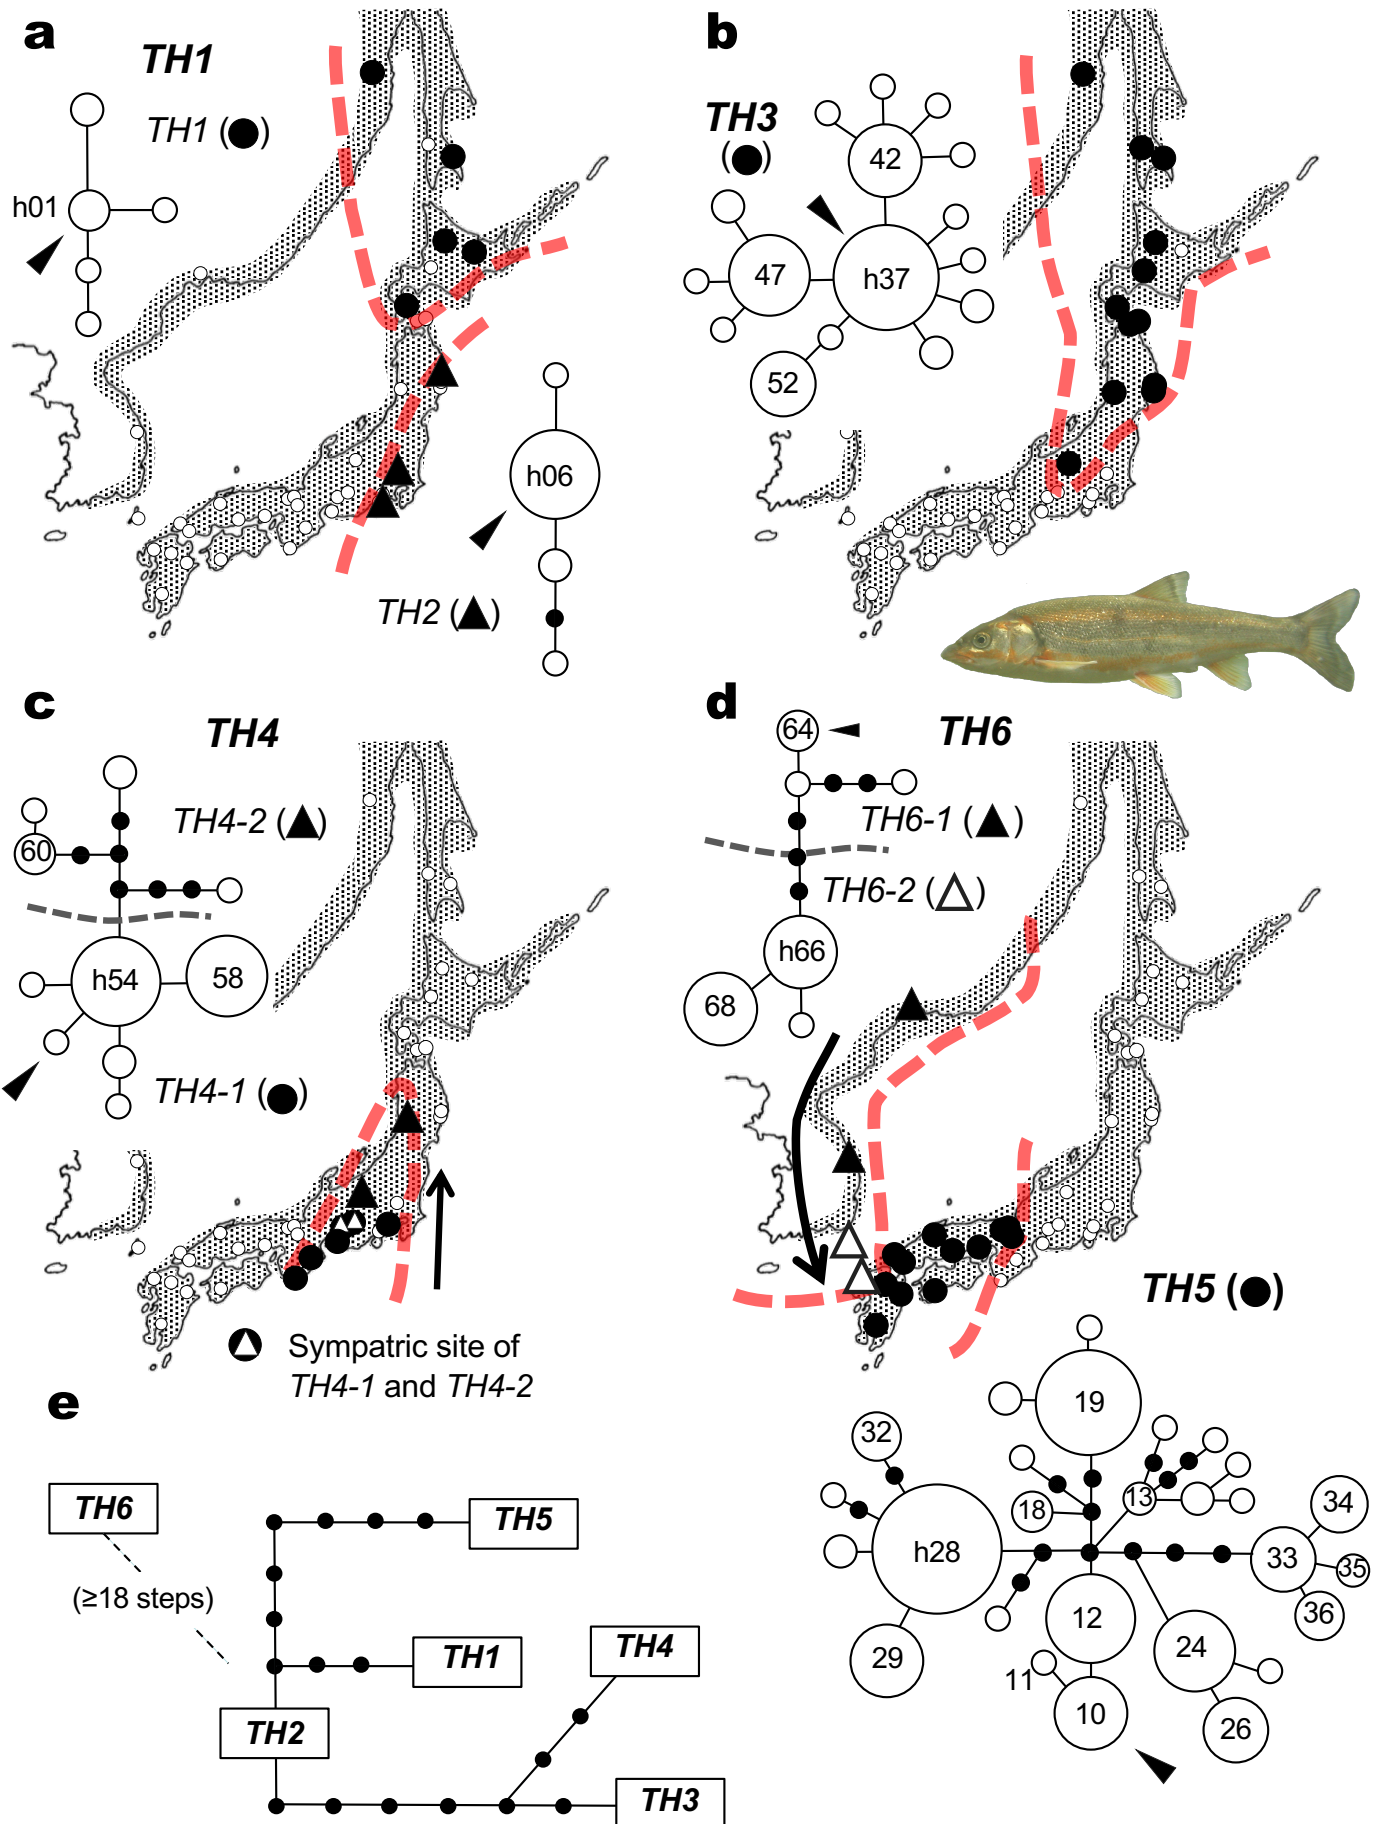 a
TH1
TH1 (●)
h01
h06
TH2 (▲)
b
TH3
(●)
42
47
h37
52
c
TH4
TH4-2 (▲)
60
h54
58
TH4-1 (●)
Sympatric site of
TH4-1 and TH4-2
d
64
TH6
TH6-1 (▲)
TH6-2 (△)
h66
68
TH5 (●)
19
32
18
13
34
h28
33
35
36
12
24
29
11
10
26
e
TH6
TH5
(≥18 steps)
TH4
TH1
TH2
TH3